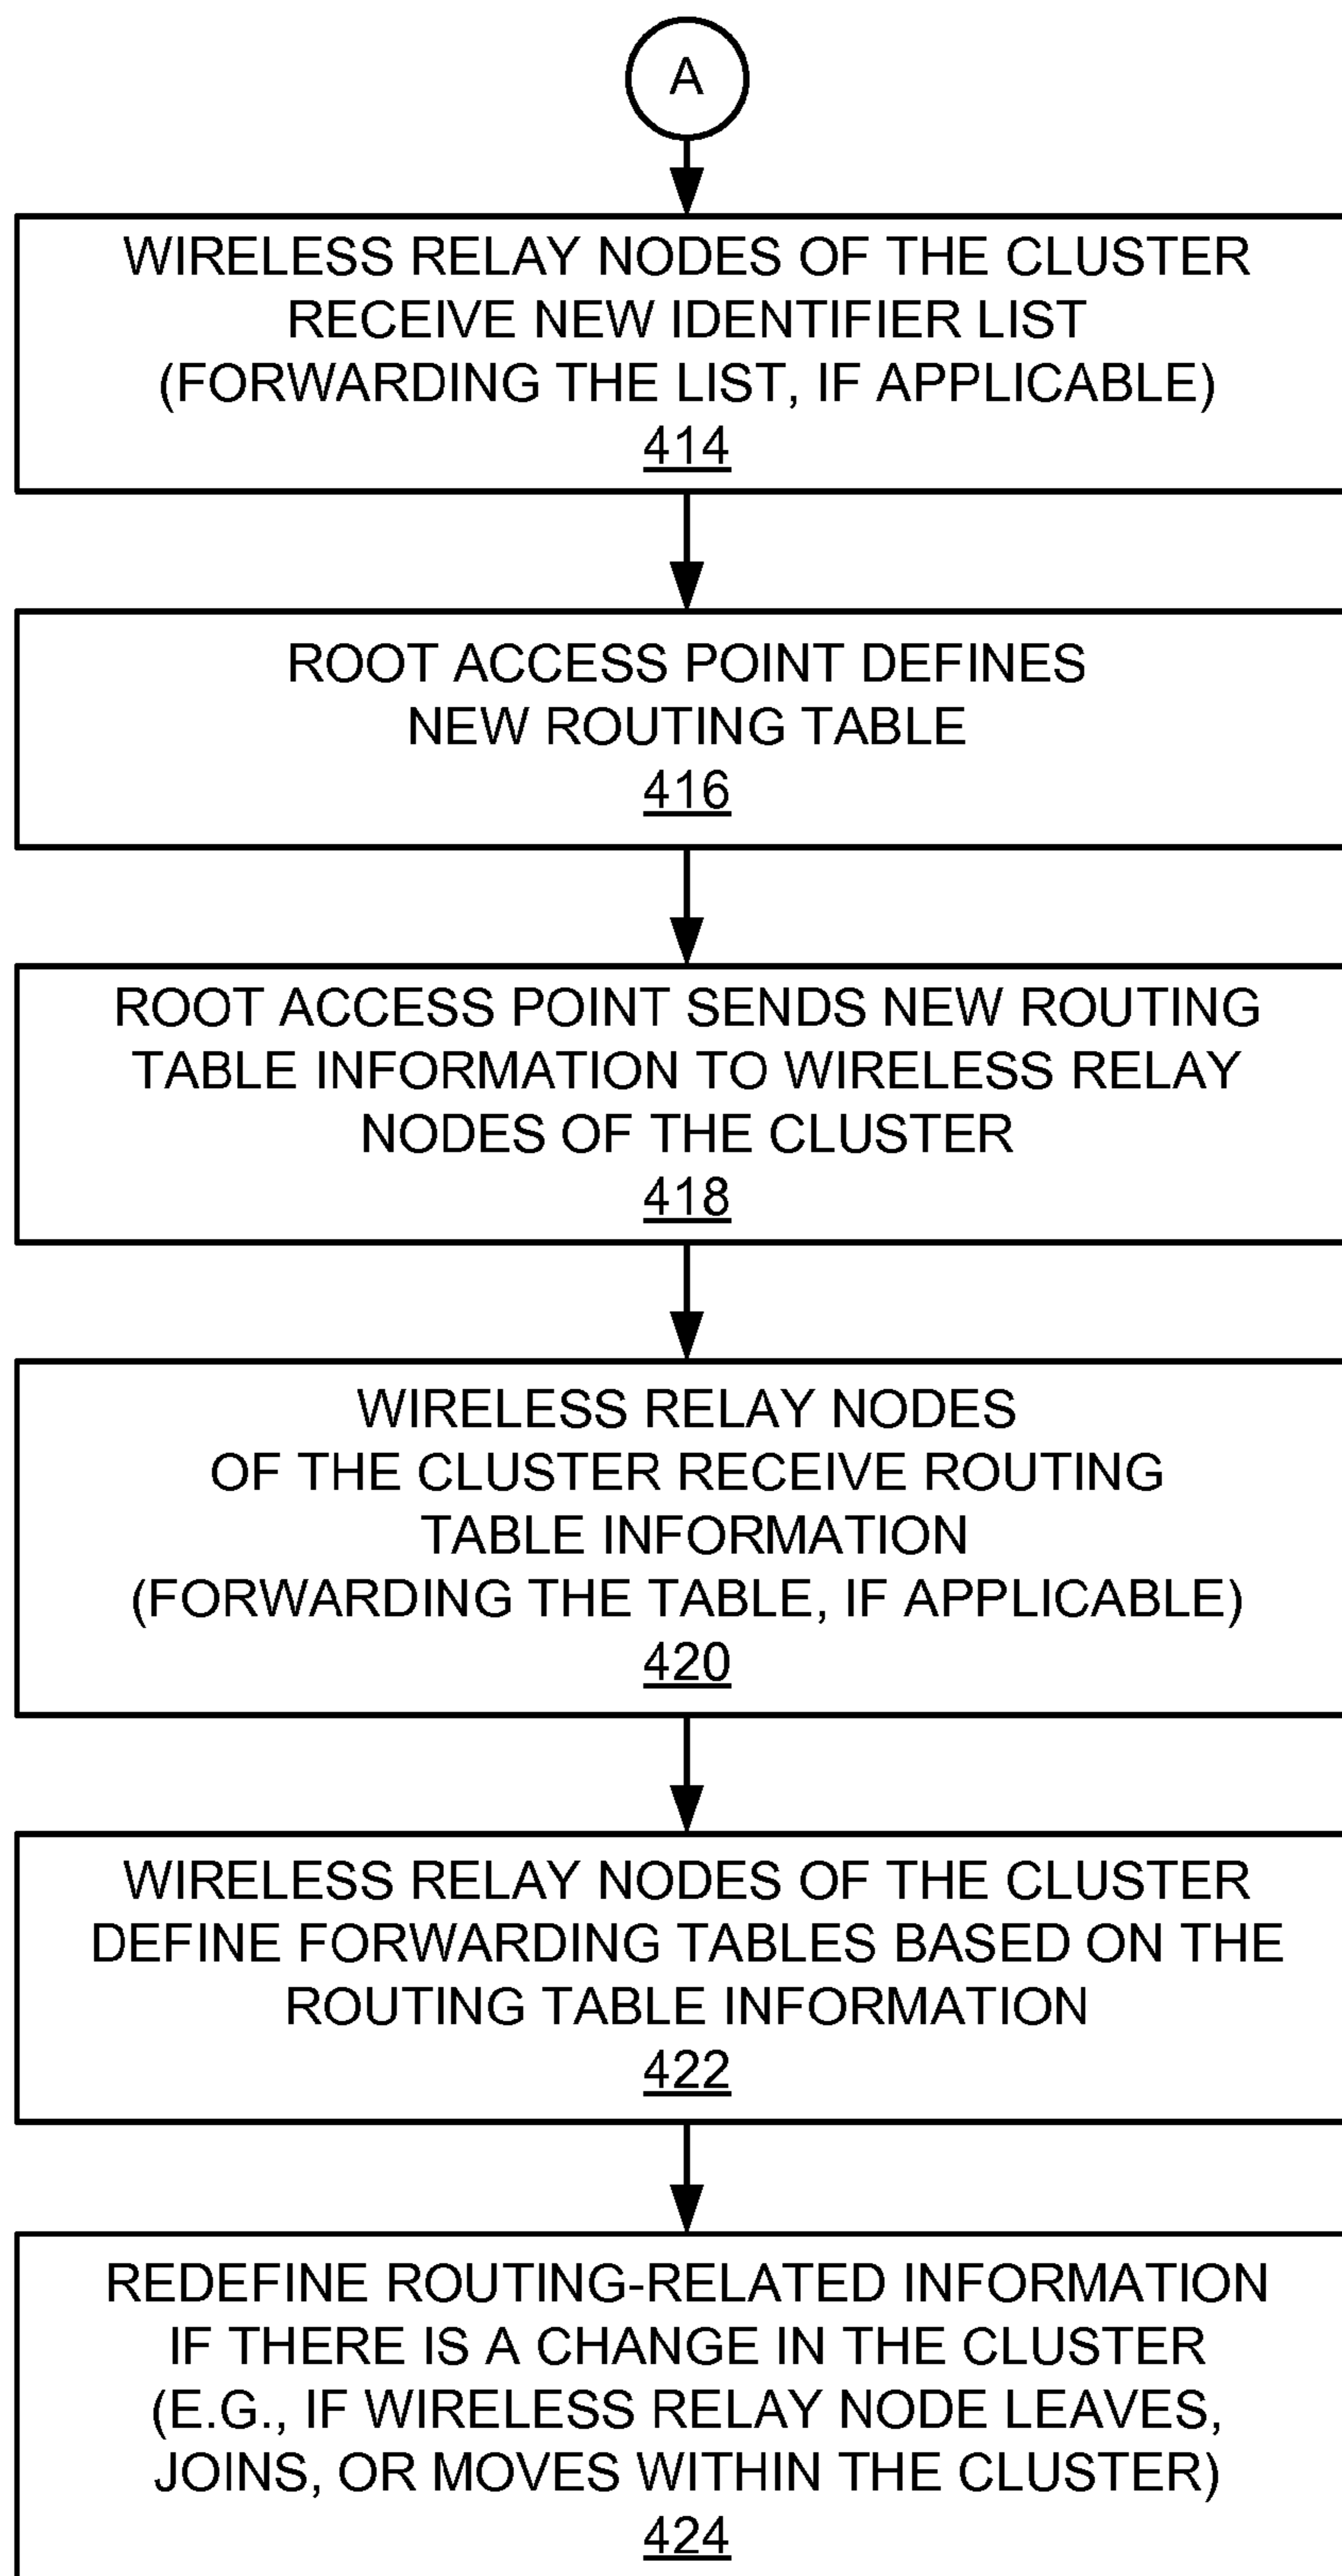 A
WIRELESS RELAY NODES OF THE CLUSTER
RECEIVE NEW IDENTIFIER LIST
(FORWARDING THE LIST, IF APPLICABLE)
414
ROOT ACCESS POINT DEFINES
NEW ROUTING TABLE
416
ROOT ACCESS POINT SENDS NEW ROUTING
TABLE INFORMATION TO WIRELESS RELAY
NODES OF THE CLUSTER
418
WIRELESS RELAY NODES
OF THE CLUSTER RECEIVE ROUTING
TABLE INFORMATION
(FORWARDING THE TABLE, IF APPLICABLE)
420
WIRELESS RELAY NODES OF THE CLUSTER
DEFINE FORWARDING TABLES BASED ON THE
ROUTING TABLE INFORMATION
422
REDEFINE ROUTING-RELATED INFORMATION
IF THERE IS A CHANGE IN THE CLUSTER
(E.G., IF WIRELESS RELAY NODE LEAVES,
JOINS, OR MOVES WITHIN THE CLUSTER)
424